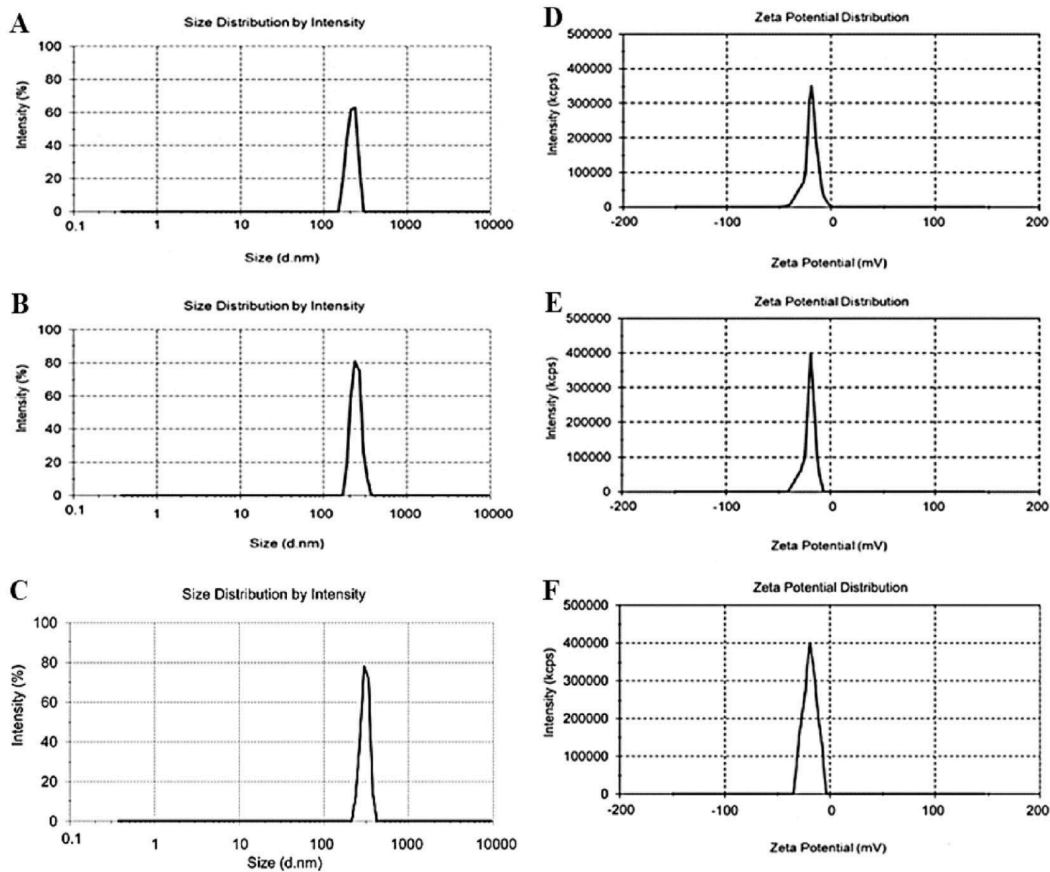 A
Size Distribution by Intensity
Intensity (%)
100
80
60
40
20
0
0.1 1 10 100 1000 10000
Size (d.nm)
D
Zeta Potential Distribution
Intensity (kcps)
500000
400000
300000
200000
100000
0
-200 -100 0 100 200
Zeta Potential (mV)
B
Size Distribution by Intensity
Intensity (%)
100
80
60
40
20
0
0.1 1 10 100 1000 10000
Size (d.nm)
E
Zeta Potential Distribution
Intensity (kcps)
500000
400000
300000
200000
100000
0
-200 -100 0 100 200
Zeta Potential (mV)
C
Size Distribution by Intensity
Intensity (%)
100
80
60
40
20
0
0.1 1 10 100 1000 10000
Size (d.nm)
F
Zeta Potential Distribution
Intensity (kcps)
500000
400000
300000
200000
100000
0
-200 -100 0 100 200
Zeta Potential (mV)